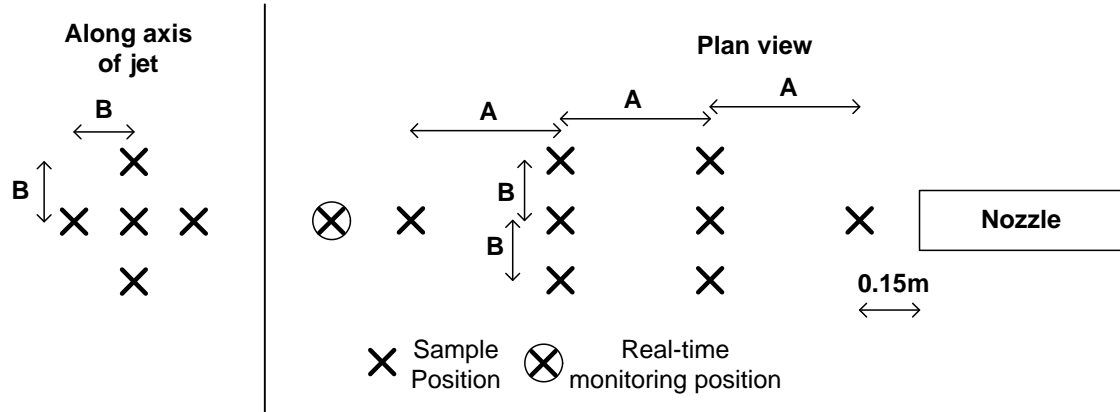 Along axis
of jet
B
B
Plan view
A
A
A
B
B
Nozzle
0.15m
Sample
Position
Real-time
monitoring position